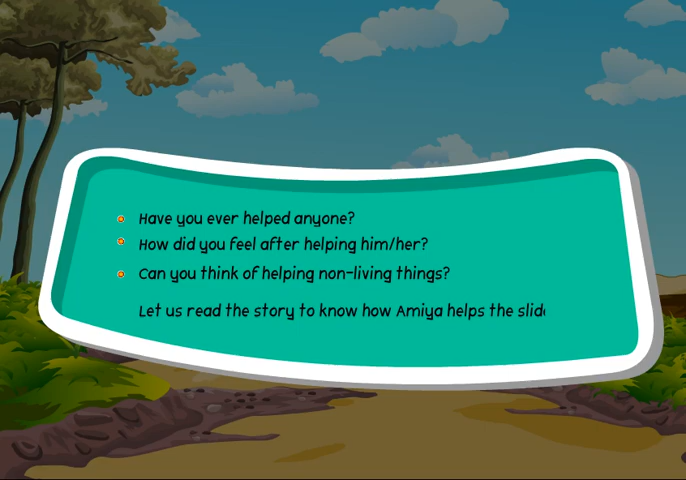 Have you ever helped anyone?
How did you feel after helping him/her?
Can you think of helping non-living things?
Let us read the story to know how Amiya helps the